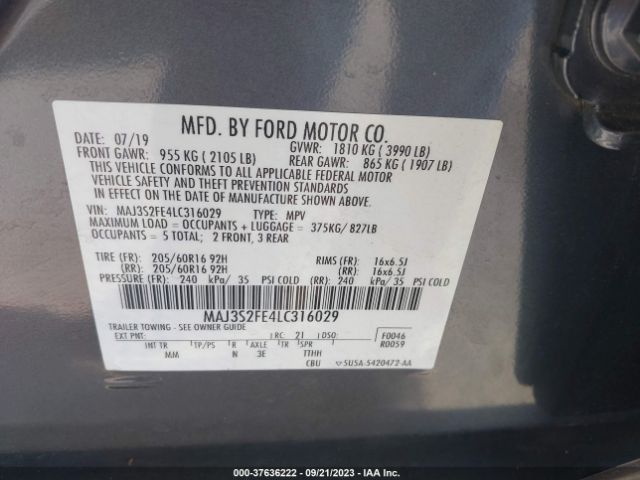 MFD. BY FORD MOTOR CO.
DATE: 07/19 GVWR: 1810 KG ( 3990 LB)
FRONT GAWR: 955 KG ( 2105 LB) REAR GAWR: 865 KG ( 1907 LB)
THIS VEHICLE CONFORMS TO ALL APPLICABLE FEDERAL MOTOR
VEHICLE SAFETY AND THEFT PREVENTION STANDARDS
IN EFFECT ON THE DATE OF MANUFACTURE SHOWN ABOVE.
VIN: MAJ3S2FE4LC316029 TYPE: MPV
MAXIMUM LOAD = OCCUPANTS + LUGGAGE = 375KG/ 827LB
OCCUPANTS = 5 TOTAL; 2 FRONT, 3 REAR
TIRE (FR): 205/60R16 92H RIMS (FR): 16x6.5J
(RR): 205/60R16 92H (RR): 16x6.5J
PRESSURE (FR): 240 kPa/ 35 PSI COLD (RR): 240 kPa/ 35 PSI COLD
MAJ3S2FE4LC316029
TRAILER TOWING - SEE OWNER GUIDE
EXT PNT: RC: 21 DSO: F0046
R0059
INT TR TP/PS R AXLE TR SPR
MM N 3E TTHH
CBU 5U5A-5420472-AA
000-37636222 - 09/21/2023 - IAA Inc.